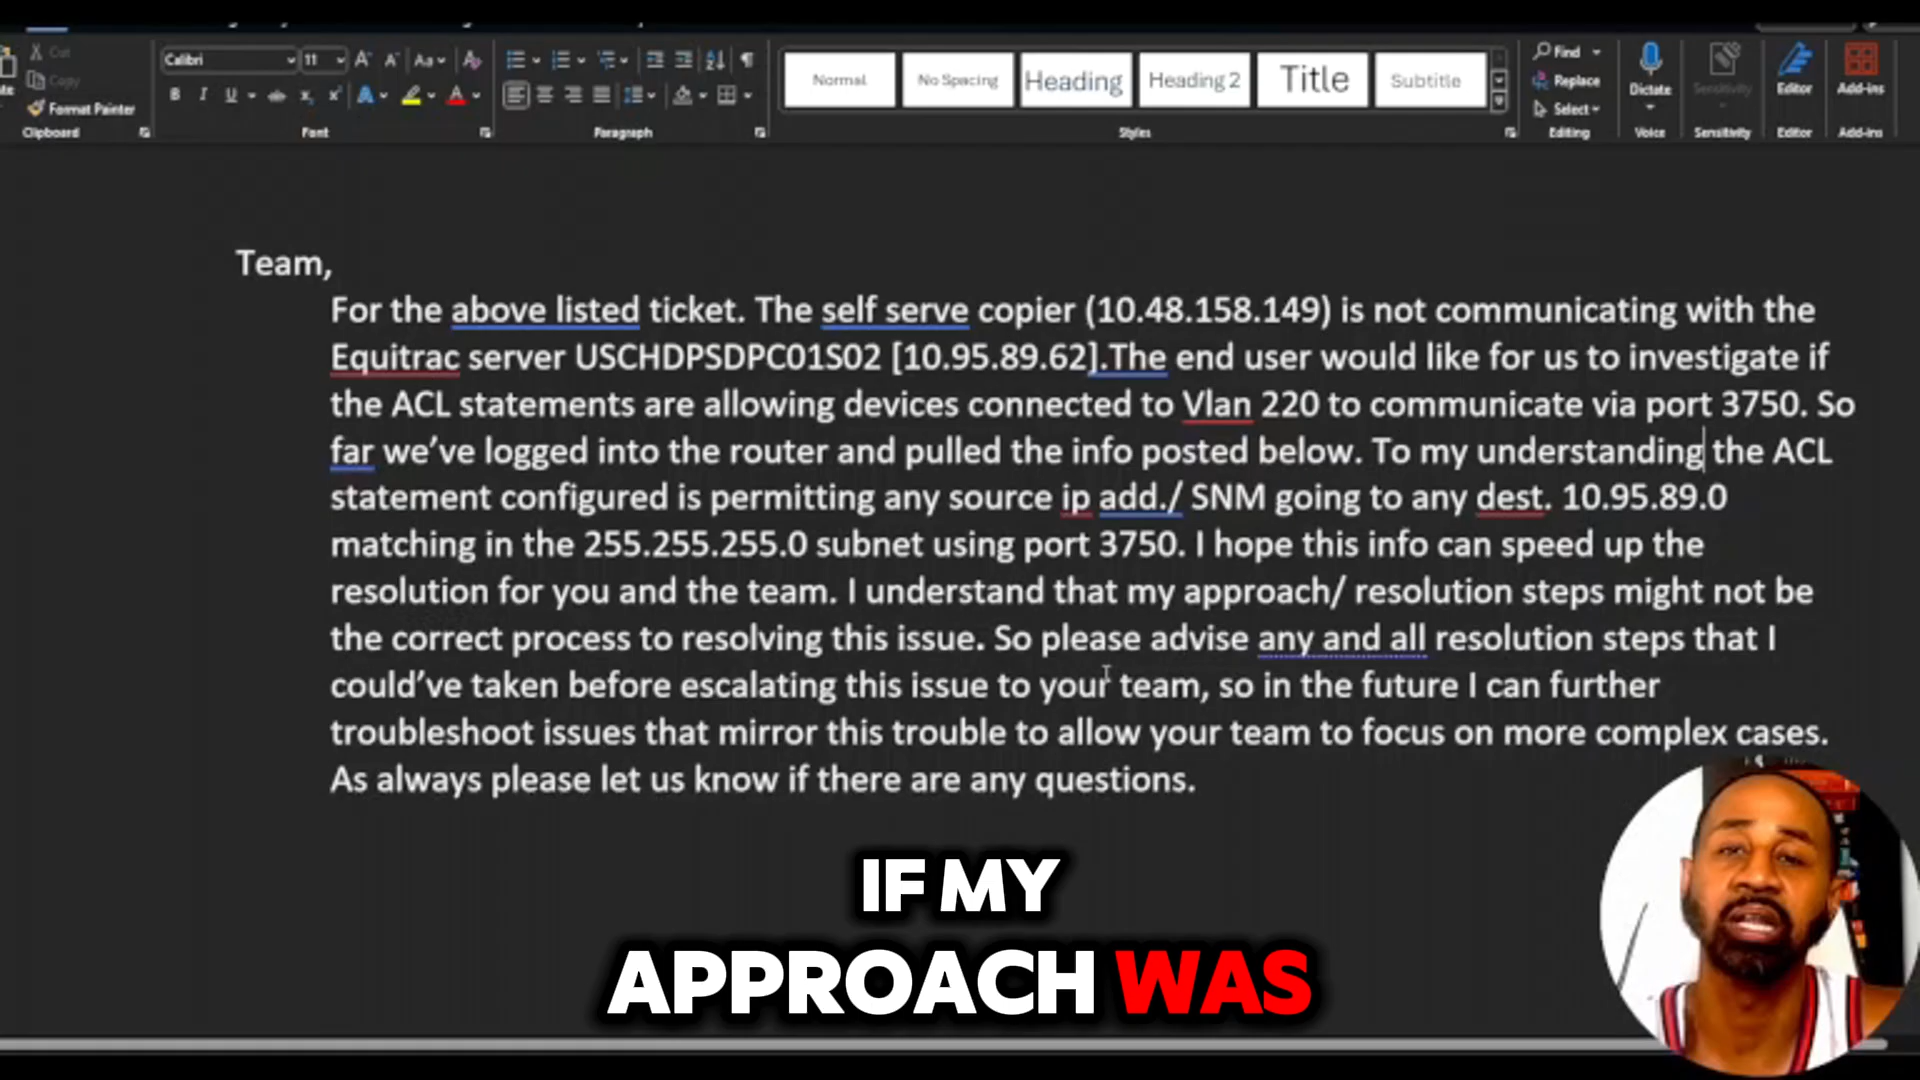 Cut
Copy
Format Painter
Clipboard
Calibri
11
Font
Paragraph
Normal
No Spacing
Heading
Heading 2
Title
Subtitle
Styles
Find
Replace
Select
Editing
Dictate
Voice
Sensitivity
Sensitivity
Editor
Editor
Add-ins
Add-ins
Team,
For the above listed ticket. The self serve copier (10.48.158.149) is not communicating with the
Equitrac server USCHDPSDPC01S02 [10.95.89.62].The end user would like for us to investigate if
the ACL statements are allowing devices connected to Vlan 220 to communicate via port 3750. So
far we’ve logged into the router and pulled the info posted below. To my understanding the ACL
statement configured is permitting any source ip add./ SNM going to any dest. 10.95.89.0
matching in the 255.255.255.0 subnet using port 3750. I hope this info can speed up the
resolution for you and the team. I understand that my approach/ resolution steps might not be
the correct process to resolving this issue. So please advise any and all resolution steps that I
could’ve taken before escalating this issue to your team, so in the future I can further
troubleshoot issues that mirror this trouble to allow your team to focus on more complex cases.
As always please let us know if there are any questions.
IF MY
APPROACH WAS